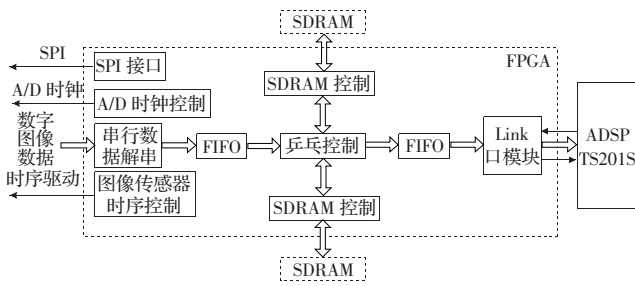 SDRAM
FPGA
SPI
SPI 接口
SDRAM 控制
A/D 时钟
A/D 时钟控制
数字
图像
数据
串行数
据解串
FIFO
乒乓控制
FIFO
Link
口模块
ADSP
TS201S
时序驱动
图像传感器
时序控制
SDRAM 控制
SDRAM